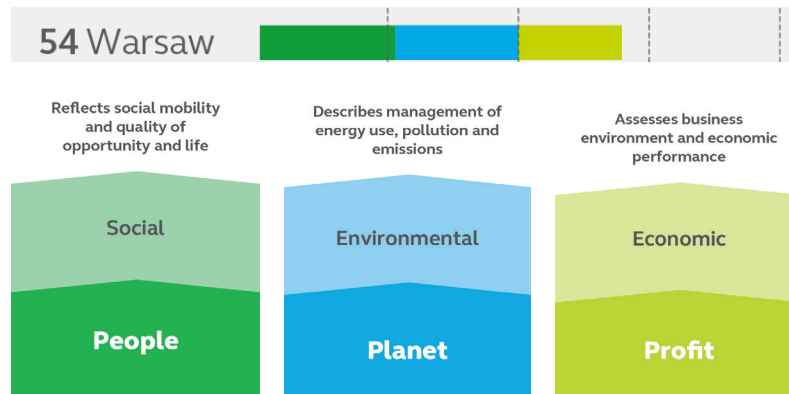 54 Warsaw
Reflects social mobility
and quality of
opportunity and life
Describes management of
energy use, pollution and
emissions
Assesses business
environment and economic
performance
Social
Environmental
Economic
People
Planet
Profit